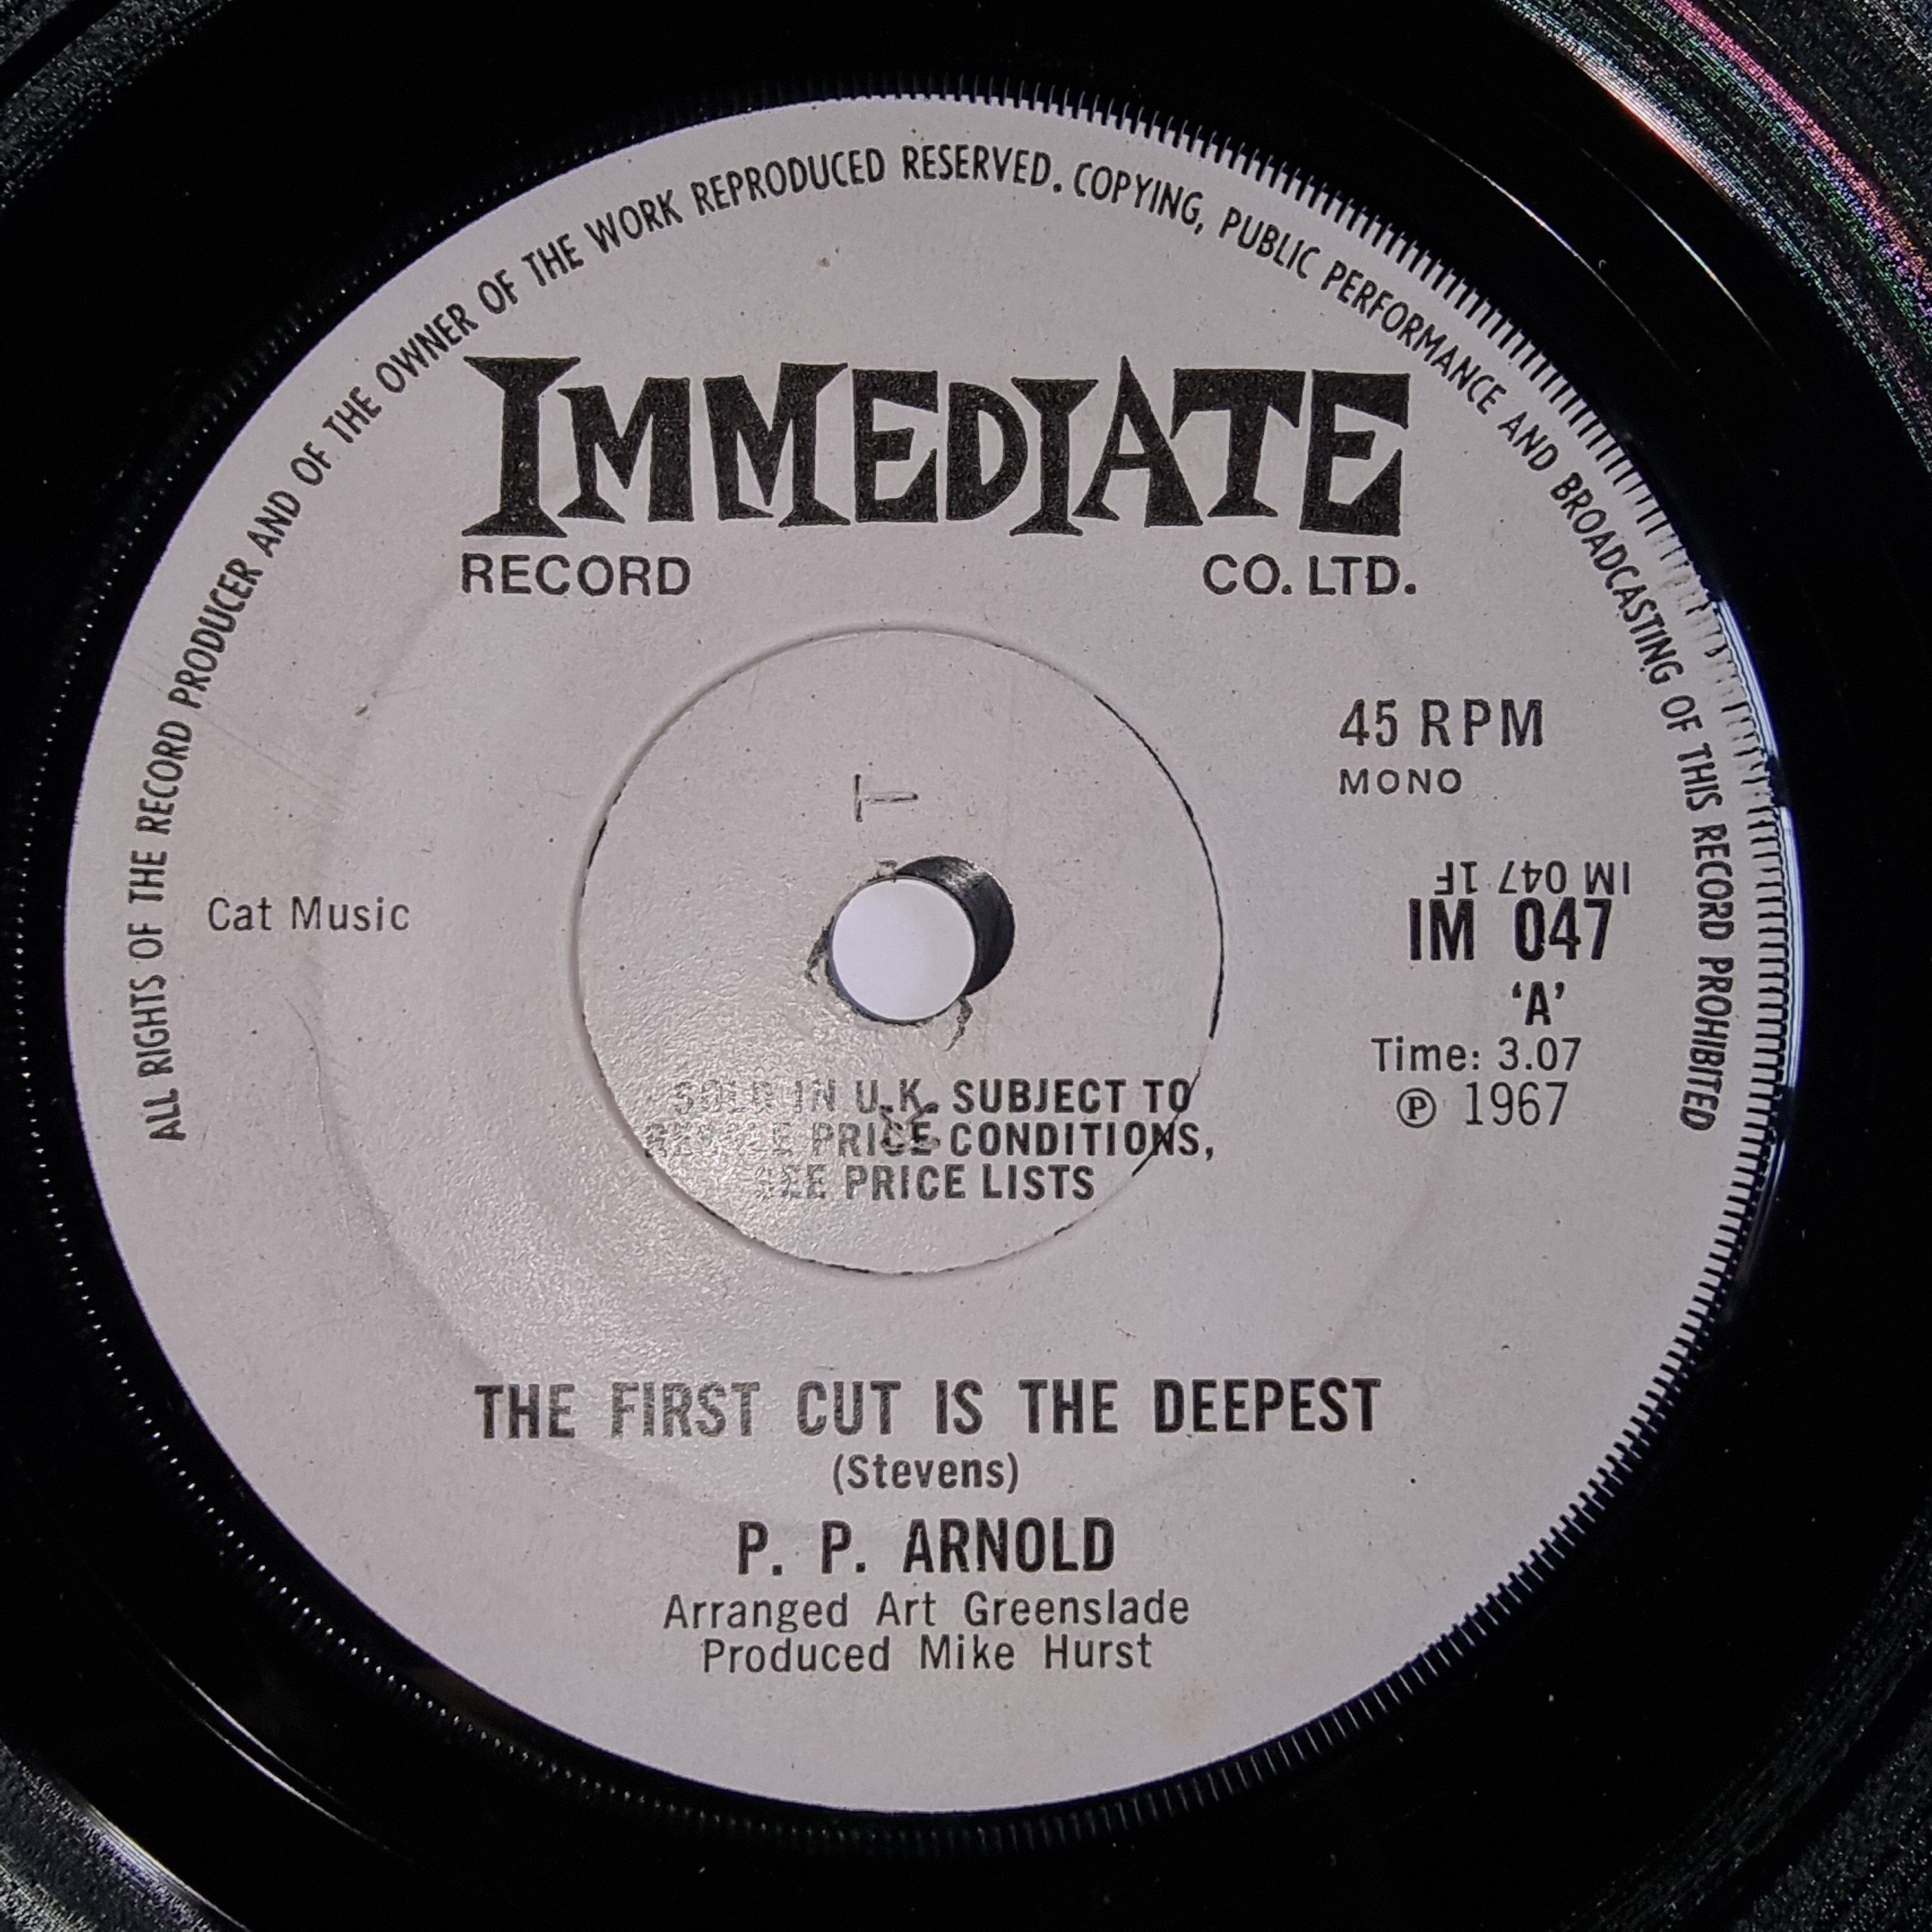 ALL RIGHTS OF THE RECORD PRODUCER AND OF THE OWNER OF THE WORK REPRODUCED RESERVED. COPYING, PUBLIC PERFORMANCE AND BROADCASTING OF THIS RECORD PROHIBITED
IMMEDIATE
RECORD CO. LTD.
45 RPM
MONO
IM 047 1F
Cat Music
IM 047
'A'
Time: 3.07
℗ 1967
T
SOLD IN U.K. SUBJECT TO
RESALE PRICE CONDITIONS,
SEE PRICE LISTS
THE FIRST CUT IS THE DEEPEST
(Stevens)
P. P. ARNOLD
Arranged Art Greenslade
Produced Mike Hurst